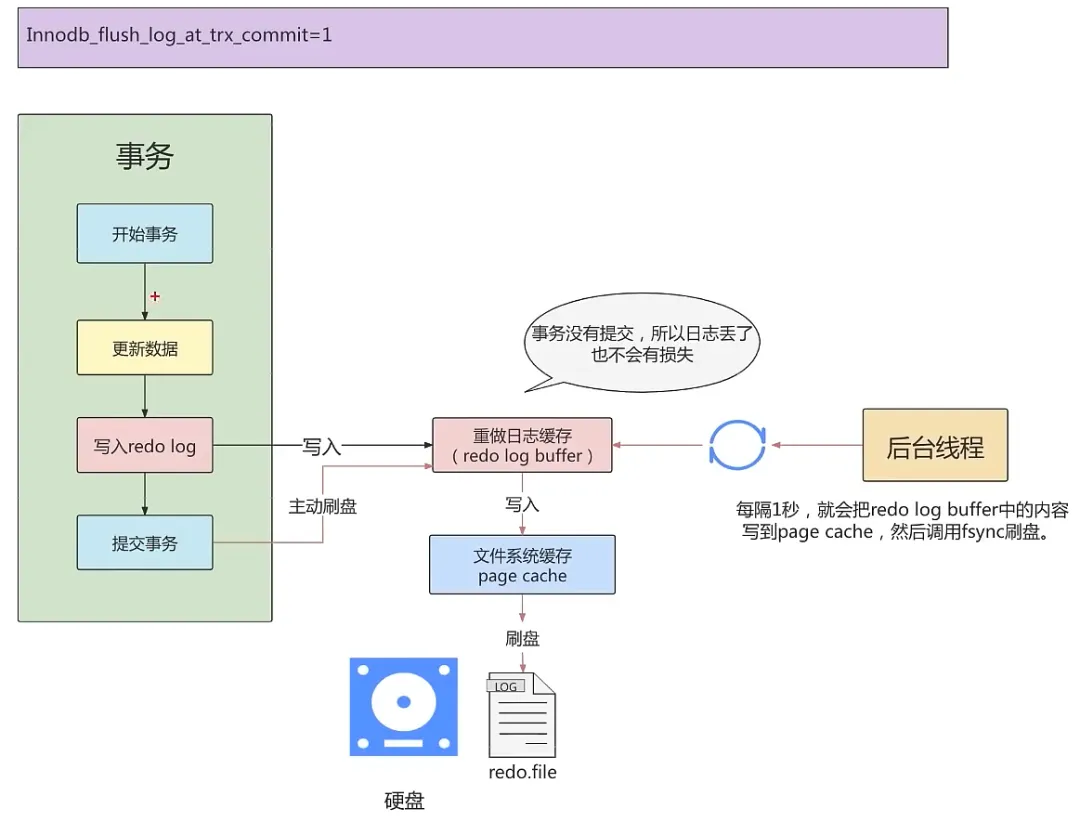 Innodb_flush_log_at_trx_commit=1
事务
开始事务
更新数据
写入redo log
提交事务
写入
主动刷盘
事务没有提交，所以日志丢了
也不会有损失
重做日志缓存
（redo log buffer）
写入
文件系统缓存
page cache
刷盘
LOG
redo.file
硬盘
后台线程
每隔1秒，就会把redo log buffer中的内容
写到page cache，然后调用fsync刷盘。